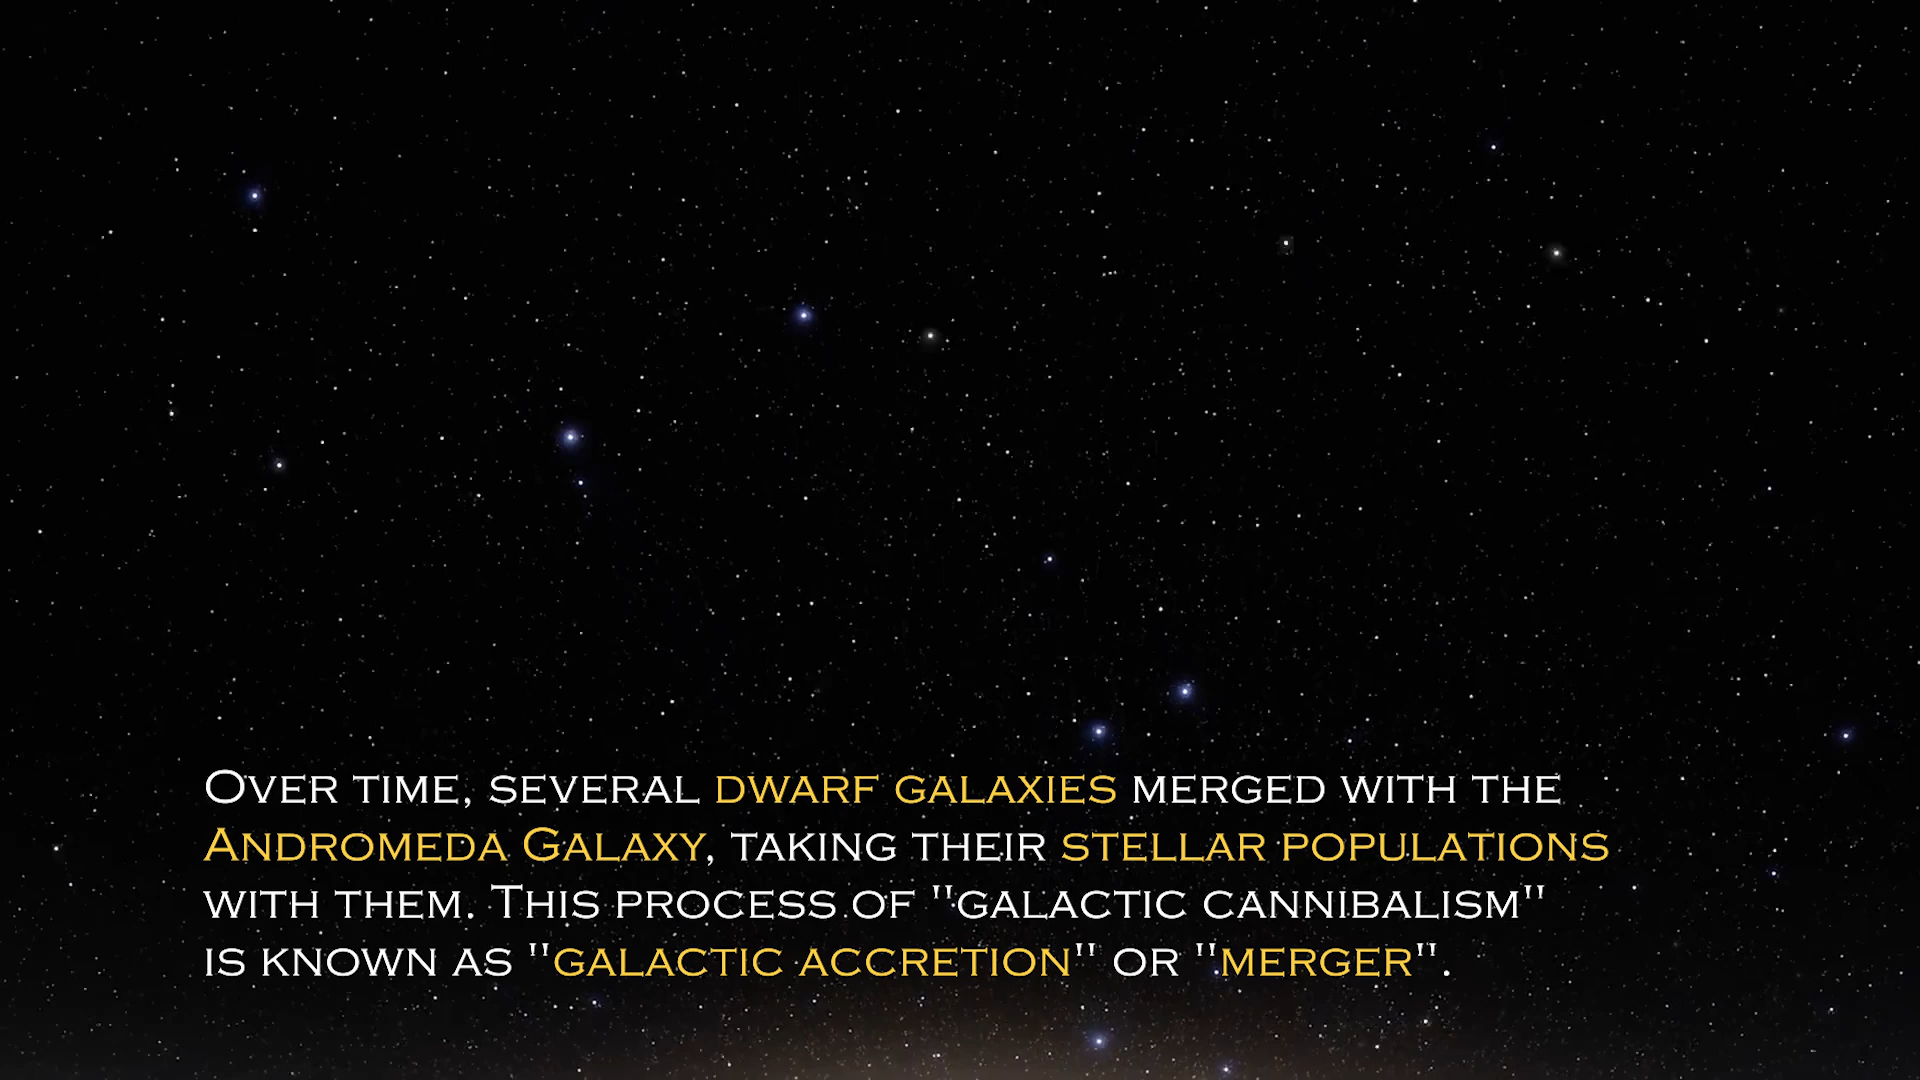 Over time, several dwarf galaxies merged with the
Andromeda Galaxy, taking their stellar populations
with them. This process of "galactic cannibalism"
is known as "galactic accretion" or "merger".